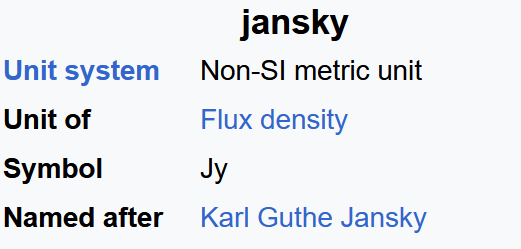 jansky
Unit system Non-SI metric unit
Unit of Flux density
Symbol Jy
Named after Karl Guthe Jansky